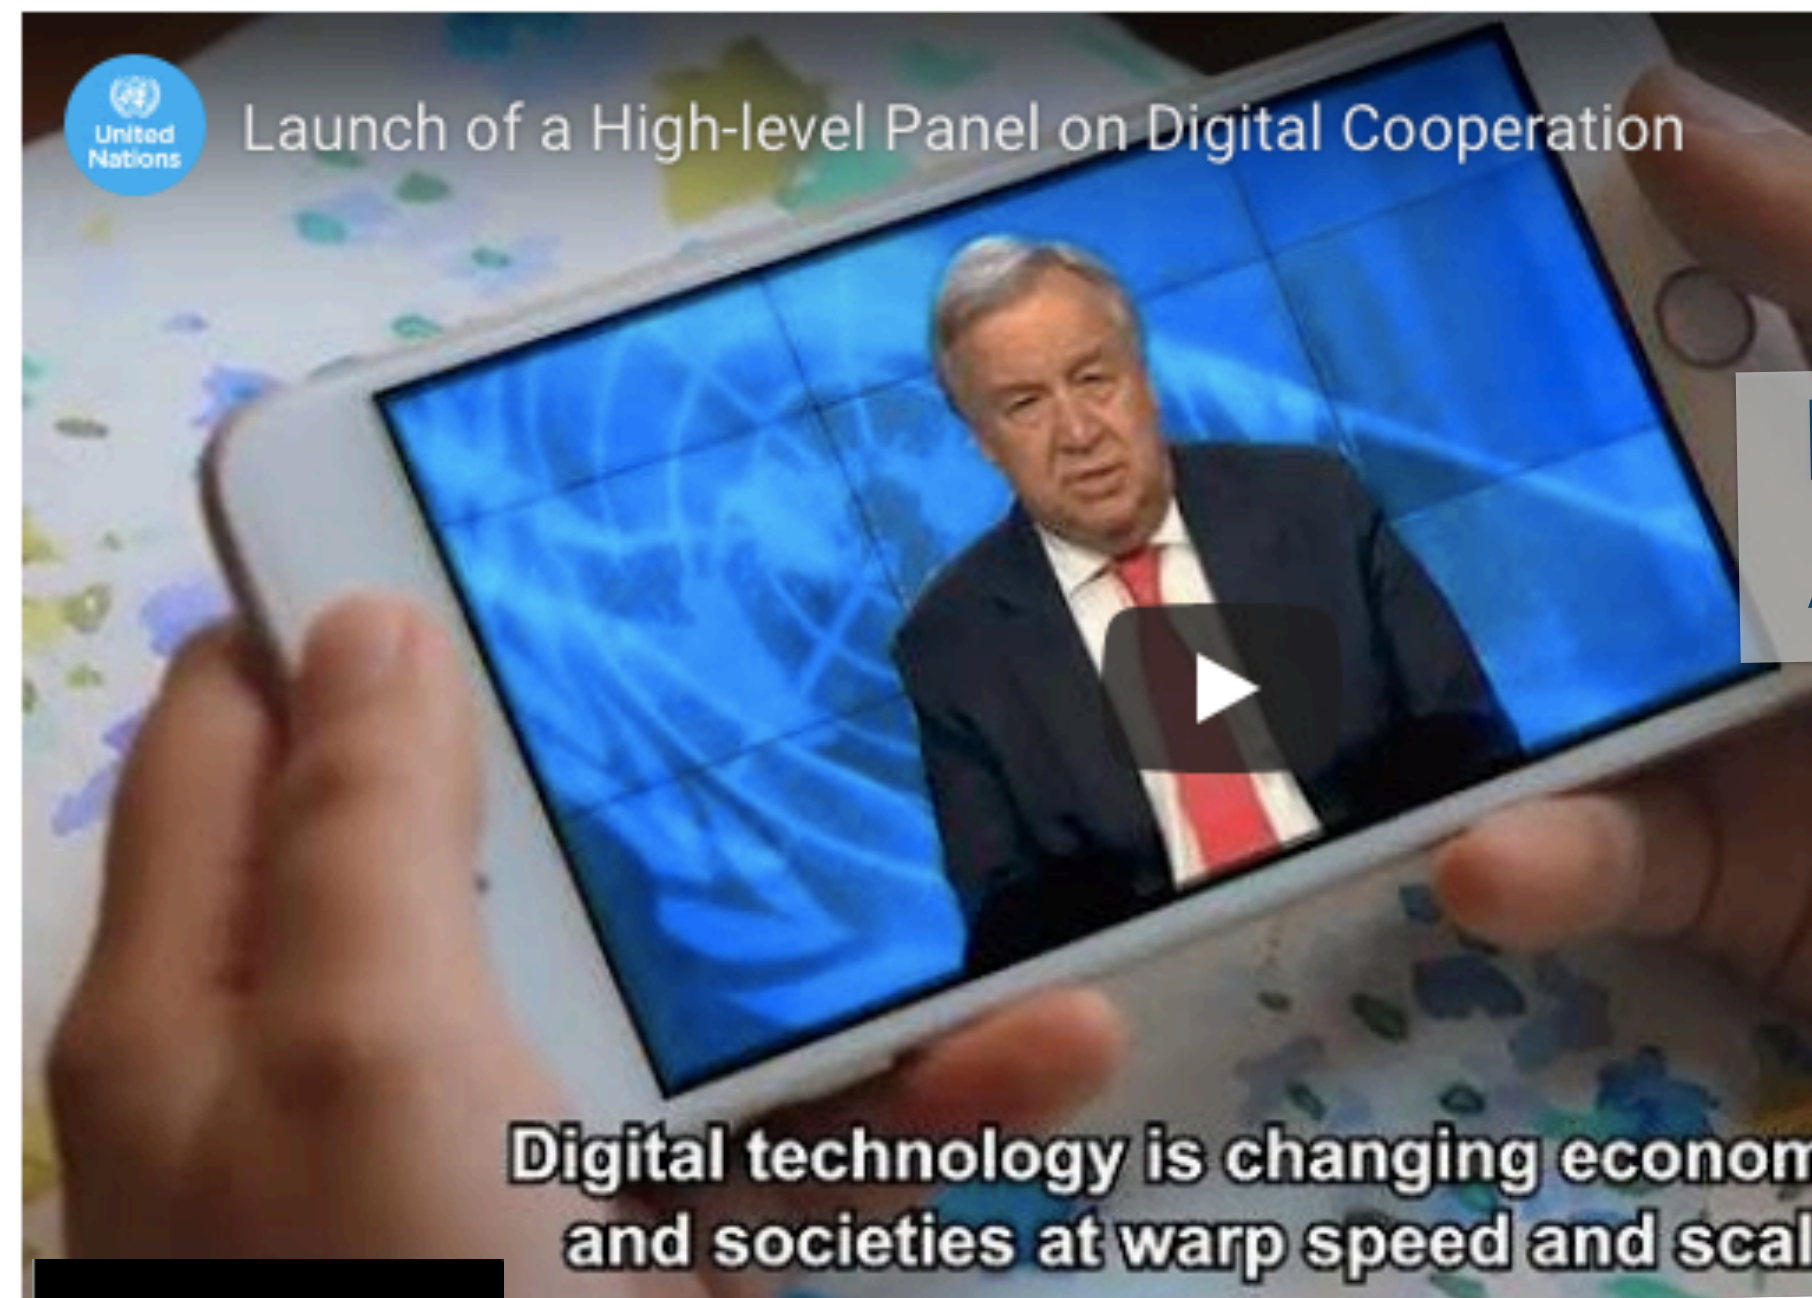 United
Nations
Launch of a High-level Panel on Digital Cooperation
Digital technology is changing econom
and societies at warp speed and scal